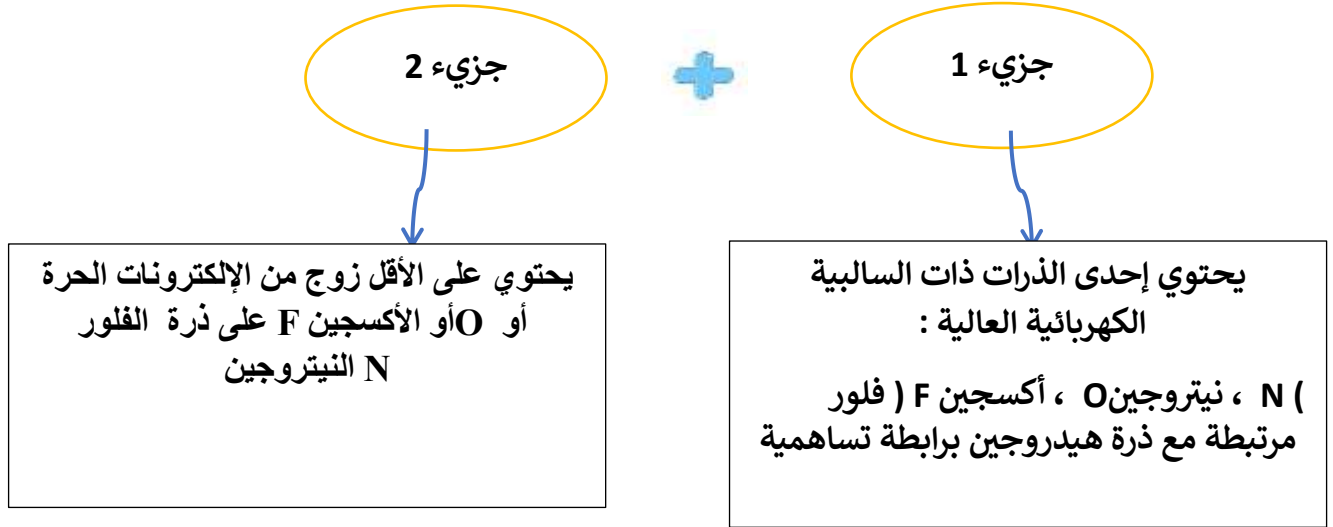 جزيء 1
جزيء 2
يحتوي إحدى الذرات ذات السالبية
الكهربائية العالية :
( فلور F أكسجين ، O نيتروجين ، N )
مرتبطة مع ذرة هيدروجين برابطة تساهمية
يحتوي على الأقل زوج من الإلكترونات الحرة
على ذرة الفلور F أو الأكسجين O أو
النيتروجين N